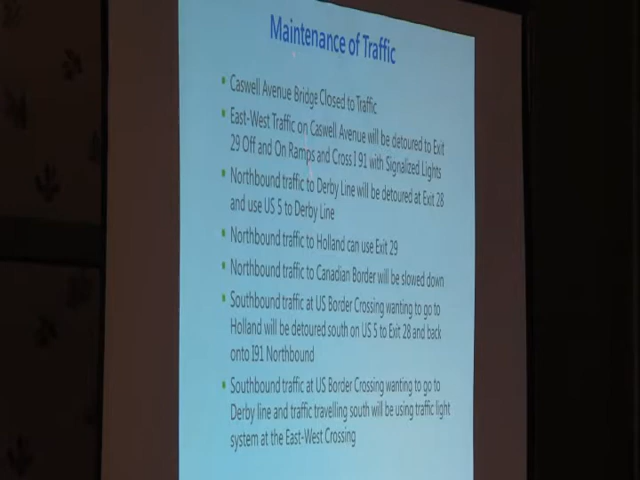 Maintenance of Traffic
• Caswell Avenue Bridge Closed to Traffic
• East-West Traffic on Caswell Avenue will be detoured to Exit
29 Off and On Ramps and Cross I 91 with Signalized Lights
• Northbound traffic to Derby Line will be detoured at Exit 28
and use US 5 to Derby Line
• Northbound traffic to Holland can use Exit 29
• Northbound traffic to Canadian Border will be slowed down
• Southbound traffic at US Border Crossing wanting to go to
Holland will be detoured south on US 5 to Exit 28 and back
onto I91 Northbound
• Southbound traffic at US Border Crossing wanting to go to
Derby line and traffic travelling south will be using traffic light
system at the East-West Crossing